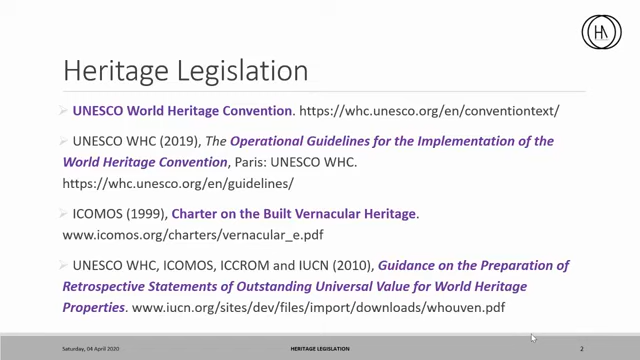 HA
Heritage Legislation
UNESCO World Heritage Convention. https://whc.unesco.org/en/conventiontext/
UNESCO WHC (2019), The Operational Guidelines for the Implementation of the
World Heritage Convention, Paris: UNESCO WHC.
https://whc.unesco.org/en/guidelines/
ICOMOS (1999), Charter on the Built Vernacular Heritage.
www.icomos.org/charters/vernacular_e.pdf
UNESCO WHC, ICOMOS, ICCROM and IUCN (2010), Guidance on the Preparation of
Retrospective Statements of Outstanding Universal Value for World Heritage
Properties. www.iucn.org/sites/dev/files/import/downloads/whouven.pdf
Saturday, 04 April 2020
HERITAGE LEGISLATION
2